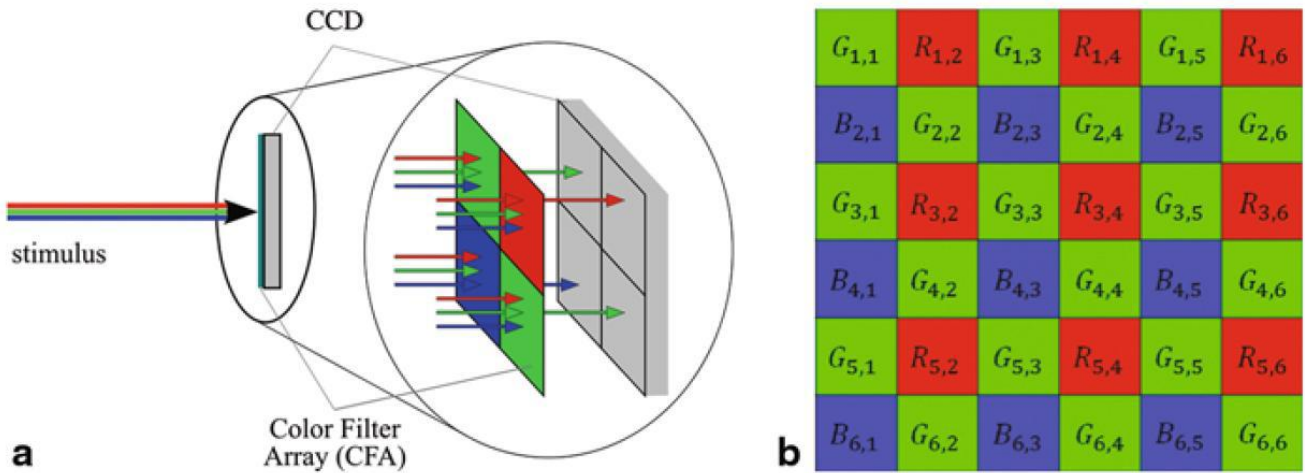 CCD
stimulus
Color Filter
Array (CFA)
a
G1,1 R1,2 G1,3 R1,4 G1,5 R1,6
B2,1 G2,2 B2,3 G2,4 B2,5 G2,6
G3,1 R3,2 G3,3 R3,4 G3,5 R3,6
B4,1 G4,2 B4,3 G4,4 B4,5 G4,6
G5,1 R5,2 G5,3 R5,4 G5,5 R5,6
B6,1 G6,2 B6,3 G6,4 B6,5 G6,6
b